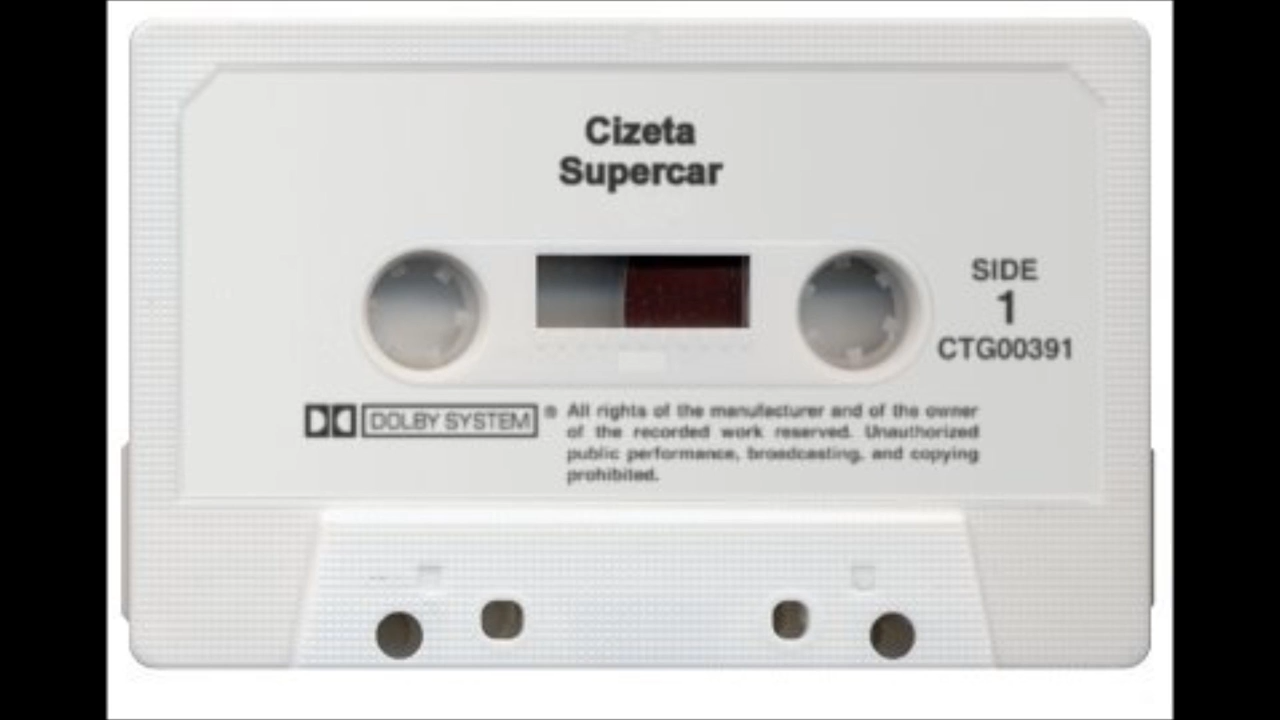 Cizeta
Supercar
SIDE
1
CTG00391
DOLBY SYSTEM ® All rights of the manufacturer and of the owner
of the recorded work reserved. Unauthorized
public performance, broadcasting, and copying
prohibited.